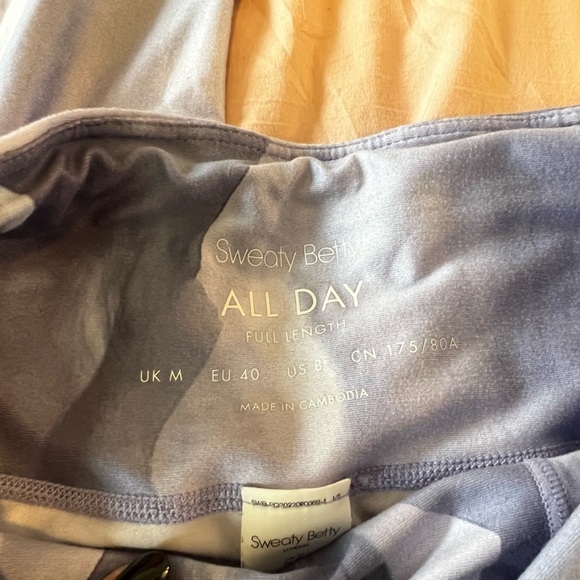 Sweaty Betty
ALL DAY
FULL LENGTH
UK M EU 40 US 8 CN 175/80A
MADE IN CAMBODIA
Sweaty Betty
LONDON